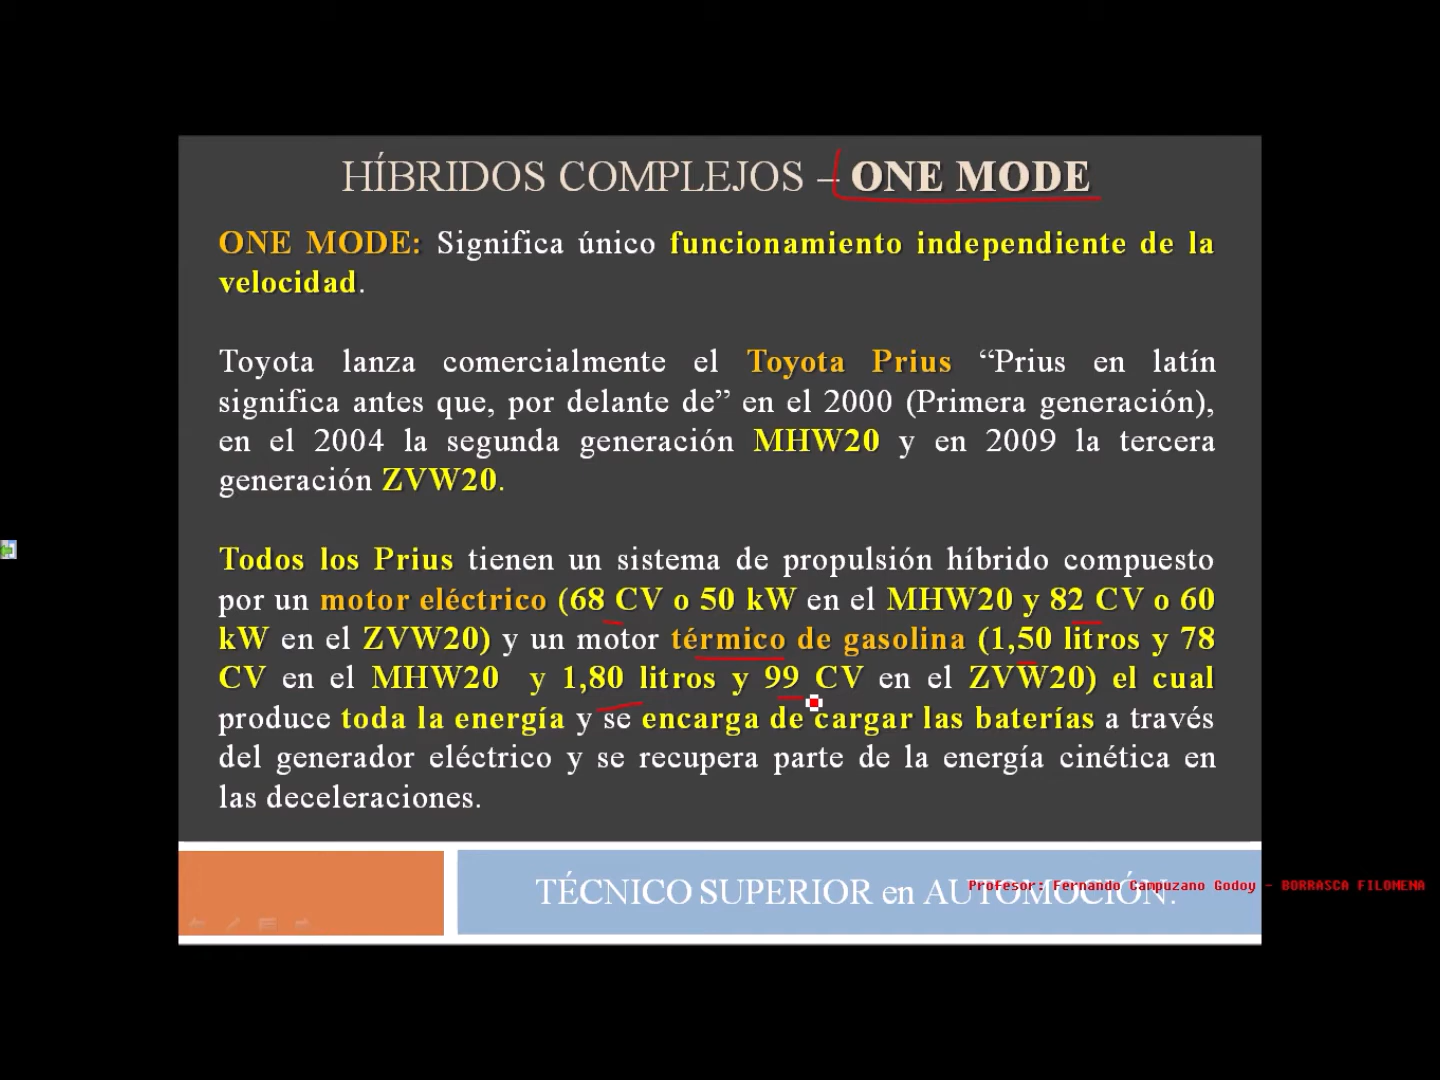 HÍBRIDOS COMPLEJOS – ONE MODE
ONE MODE: Significa único funcionamiento independiente de la
velocidad.
Toyota lanza comercialmente el Toyota Prius “Prius en latín
significa antes que, por delante de” en el 2000 (Primera generación),
en el 2004 la segunda generación MHW20 y en 2009 la tercera
generación ZVW20.
Todos los Prius tienen un sistema de propulsión híbrido compuesto
por un motor eléctrico (68 CV o 50 kW en el MHW20 y 82 CV o 60
kW en el ZVW20) y un motor térmico de gasolina (1,50 litros y 78
CV en el MHW20 y 1,80 litros y 99 CV en el ZVW20) el cual
produce toda la energía y se encarga de cargar las baterías a través
del generador eléctrico y se recupera parte de la energía cinética en
las deceleraciones.
TÉCNICO SUPERIOR en AUTOMOCIÓN.
Profesor: Fernando Campuzano Godoy - BORRASCA FILOMENA